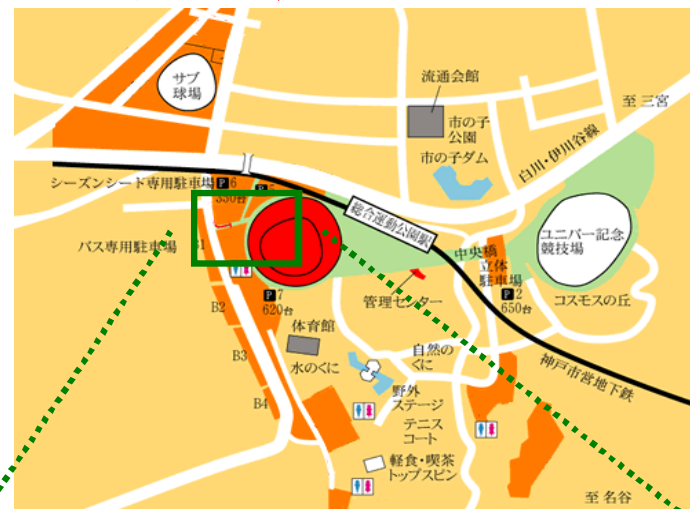 サブ
球場
流通会館
至 三宮
市の子
公園
市の子ダム
白川・伊川谷線
シーズンシート専用駐車場
P 6
330台
総合運動公園駅
ユニバー記念
競技場
バス専用駐車場
中央橋
立体
駐車場
P 2
650台
管理センター
コスモスの丘
P 7
620台
B2
体育館
水のくに
自然の
くに
神戸市営地下鉄
B3
野外
ステージ
B4
テニス
コート
軽食・喫茶
トップスピン
至 名谷